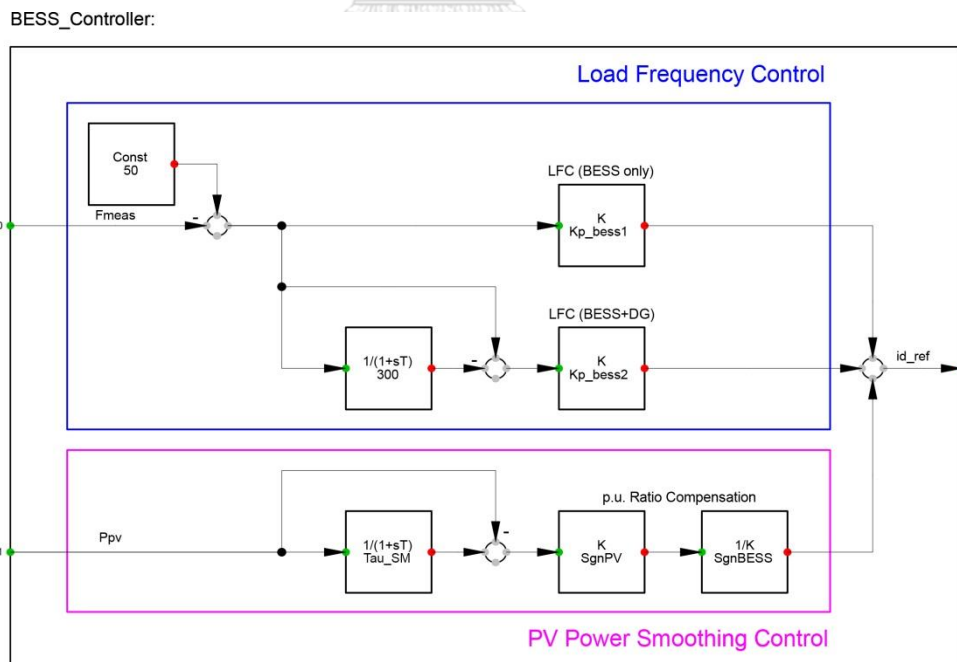 BESS_Controller:
Load Frequency Control
Const
50
Fmeas
-
LFC (BESS only)
K
Kp_bess1
LFC (BESS+DG)
1/(1+sT)
300
-
K
Kp_bess2
id_ref
Ppv
p.u. Ratio Compensation
1/(1+sT)
Tau_SM
-
K
SgnPV
1/K
SgnBESS
PV Power Smoothing Control